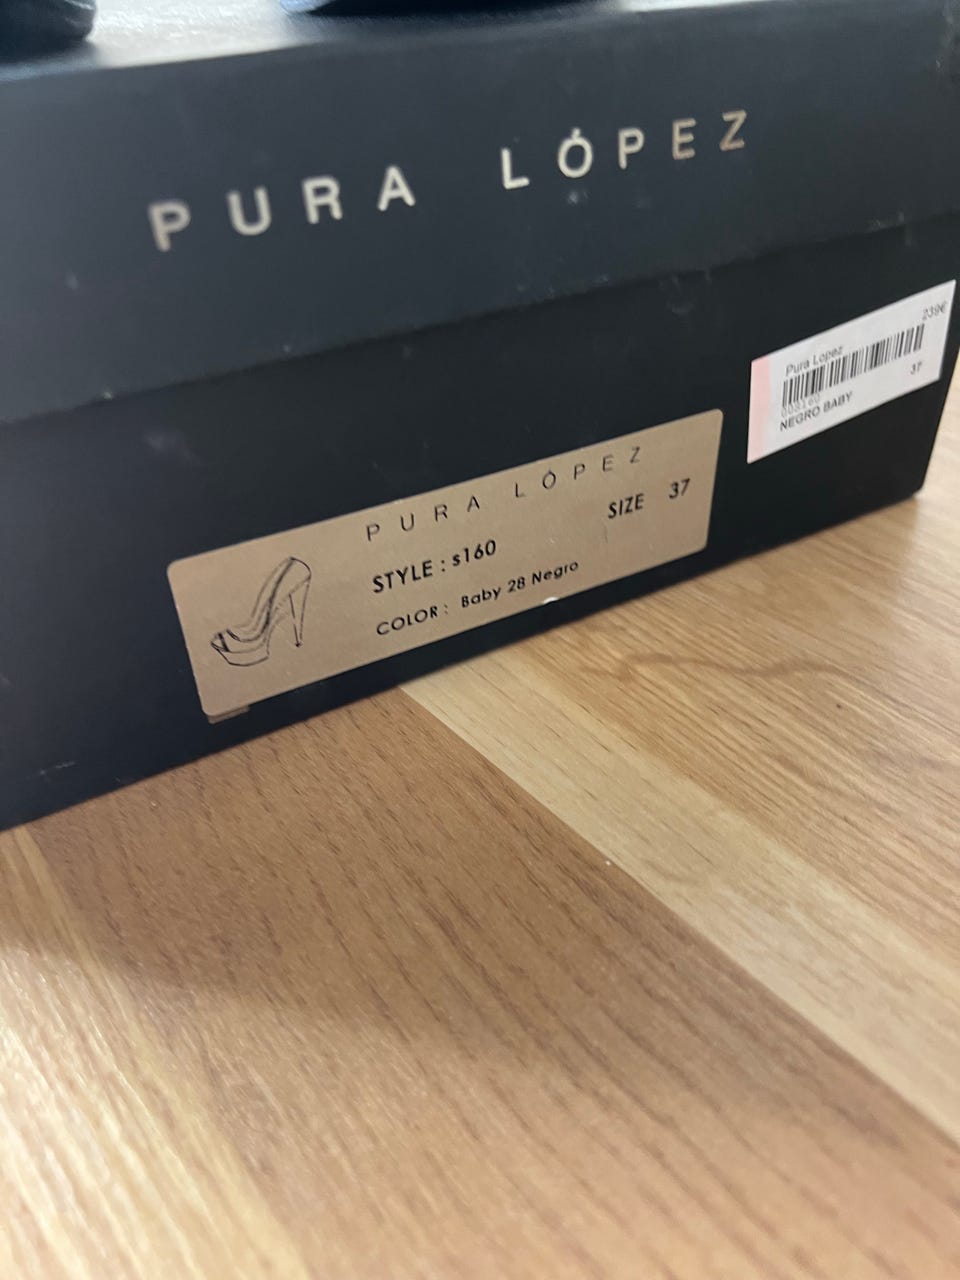 PURA LÓPEZ
239€
Pura Lopez
37
NEGRO BABY
PURA LÓPEZ
SIZE 37
STYLE : s160
COLOR : Baby 28 Negro